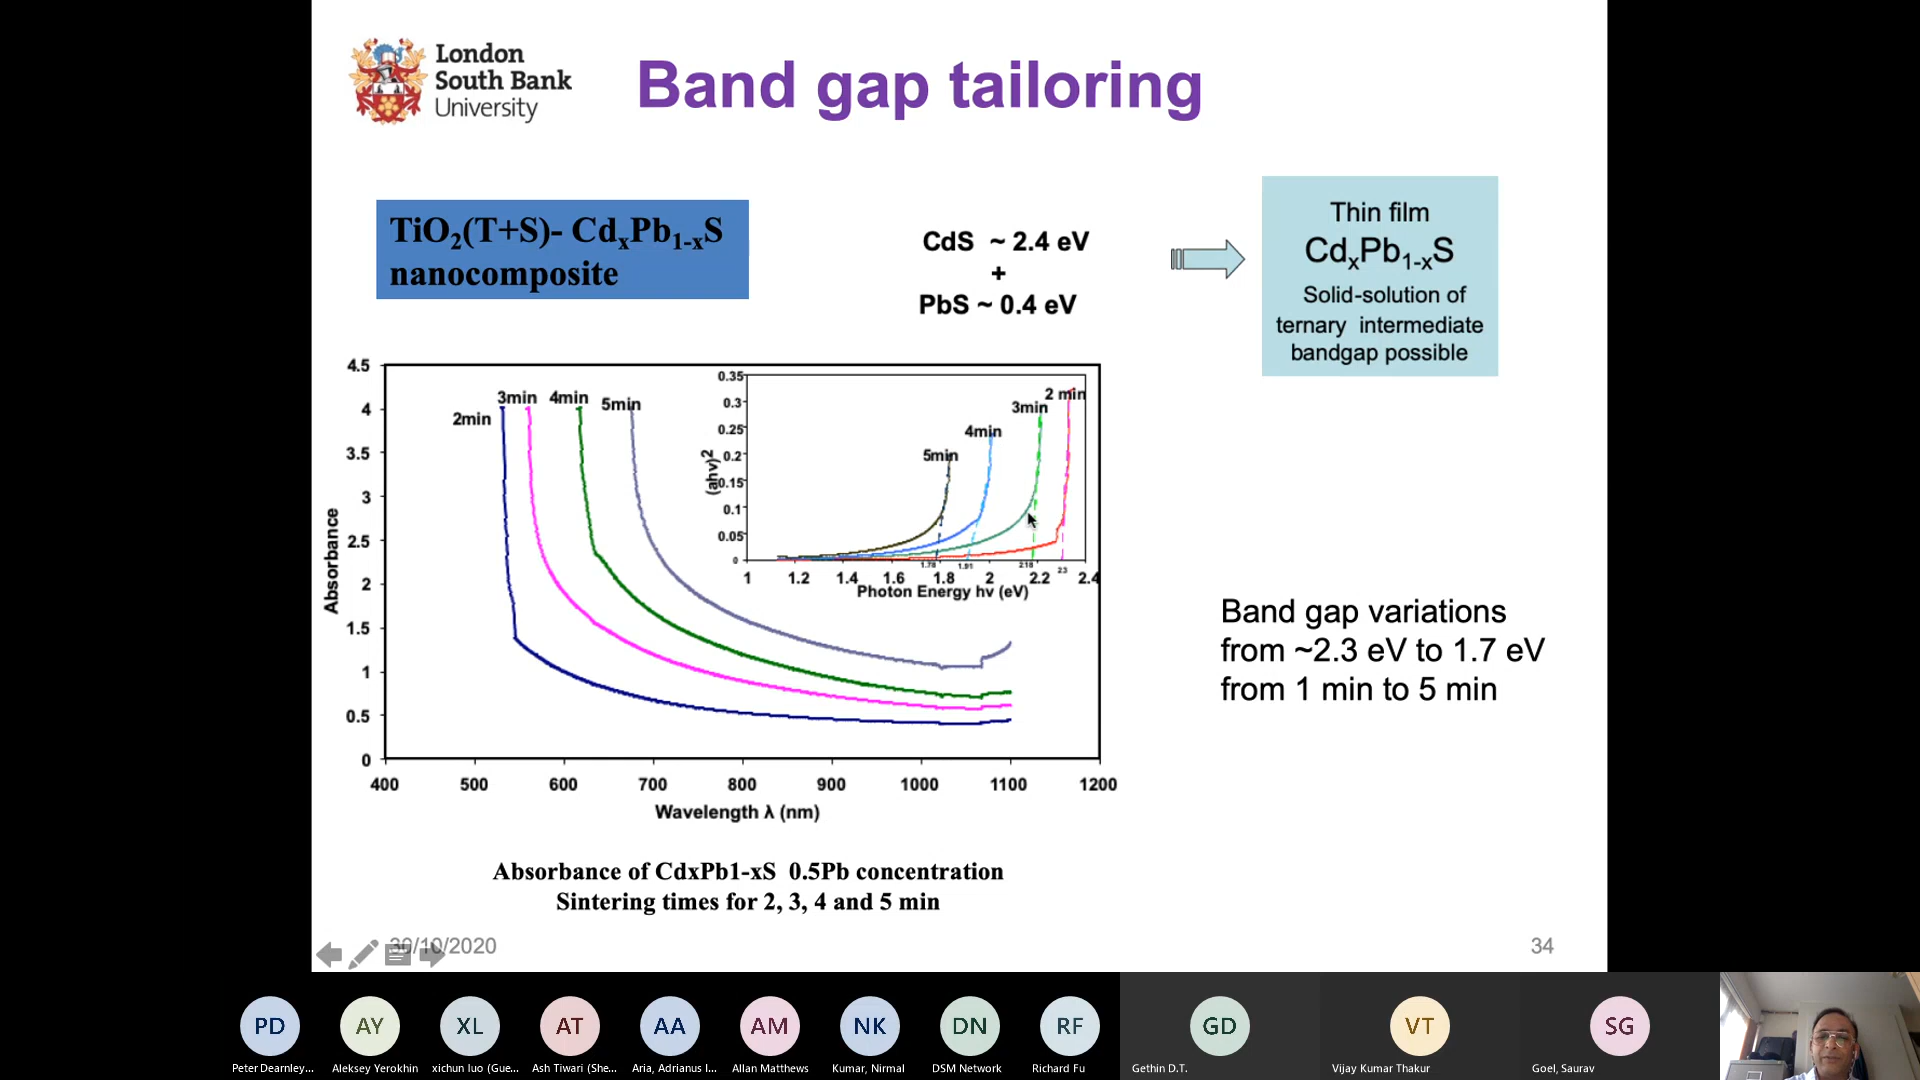 London
South Bank
University
Band gap tailoring
TiO2(T+S)- CdxPb1-xS
nanocomposite
CdS ~ 2.4 eV
+
PbS ~ 0.4 eV
Thin film
CdxPb1-xS
Solid-solution of
ternary intermediate
bandgap possible
4.5
4
3.5
3
2.5
2
1.5
1
0.5
0
Absorbance
2min
3min
4min
5min
0.35
0.3
0.25
0.2
0.15
0.1
0.05
0
(ahv)2
5min
4min
3min
2 min
1.78
1.91
2.18
2.3
1 1.2 1.4 1.6 1.8 2 2.2 2.4
Photon Energy hv (eV)
400 500 600 700 800 900 1000 1100 1200
Wavelength λ (nm)
Band gap variations
from ~2.3 eV to 1.7 eV
from 1 min to 5 min
Absorbance of CdxPb1-xS 0.5Pb concentration
Sintering times for 2, 3, 4 and 5 min
30/10/2020
34
PD AY XL AT AA AM NK DN RF GD VT SG
Peter Dearnley... Aleksey Yerokhin xichun luo (Gue... Ash Tiwari (She... Aria, Adrianus I... Allan Matthews Kumar, Nirmal DSM Network Richard Fu Gethin D.T. Vijay Kumar Thakur Goel, Saurav